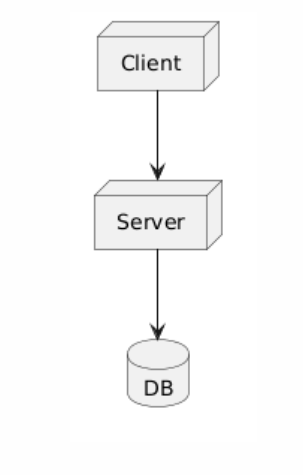 Client
Server
DB